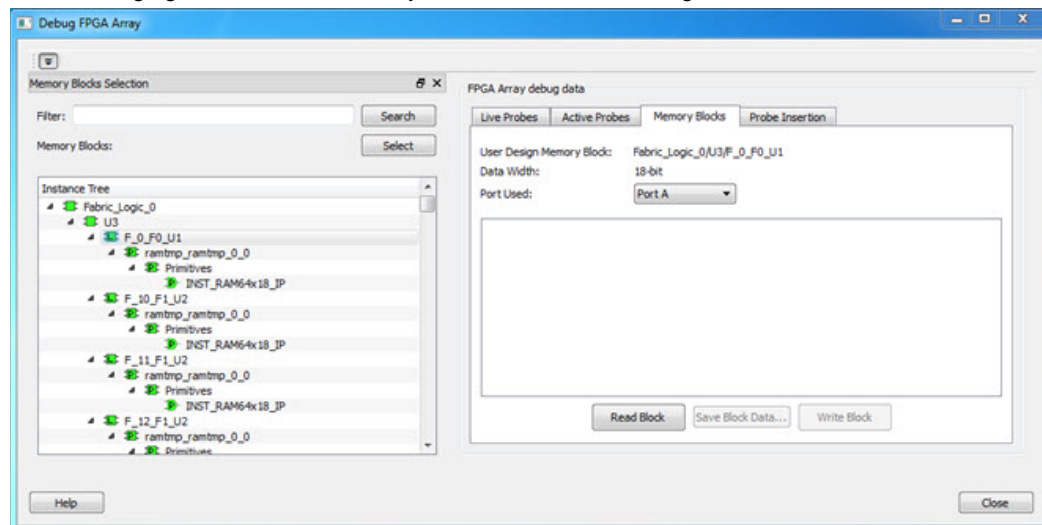 Debug FPGA Array
Memory Blocks Selection
Filter:
Search
Memory Blocks:
Select
Instance Tree
Fabric_Logic_0
U3
F_0_F0_U1
ramtmp_ramtmp_0_0
Primitives
INST_RAM64x18_IP
F_10_F1_U2
ramtmp_ramtmp_0_0
Primitives
INST_RAM64x18_IP
F_11_F1_U2
ramtmp_ramtmp_0_0
Primitives
INST_RAM64x18_IP
F_12_F1_U2
ramtmp_ramtmp_0_0
Primitives
FPGA Array debug data
Live Probes Active Probes Memory Blocks Probe Insertion
User Design Memory Block: Fabric_Logic_0/U3/F_0_F0_U1
Data Width: 18-bit
Port Used: Port A
Read Block Save Block Data... Write Block
Help
Close